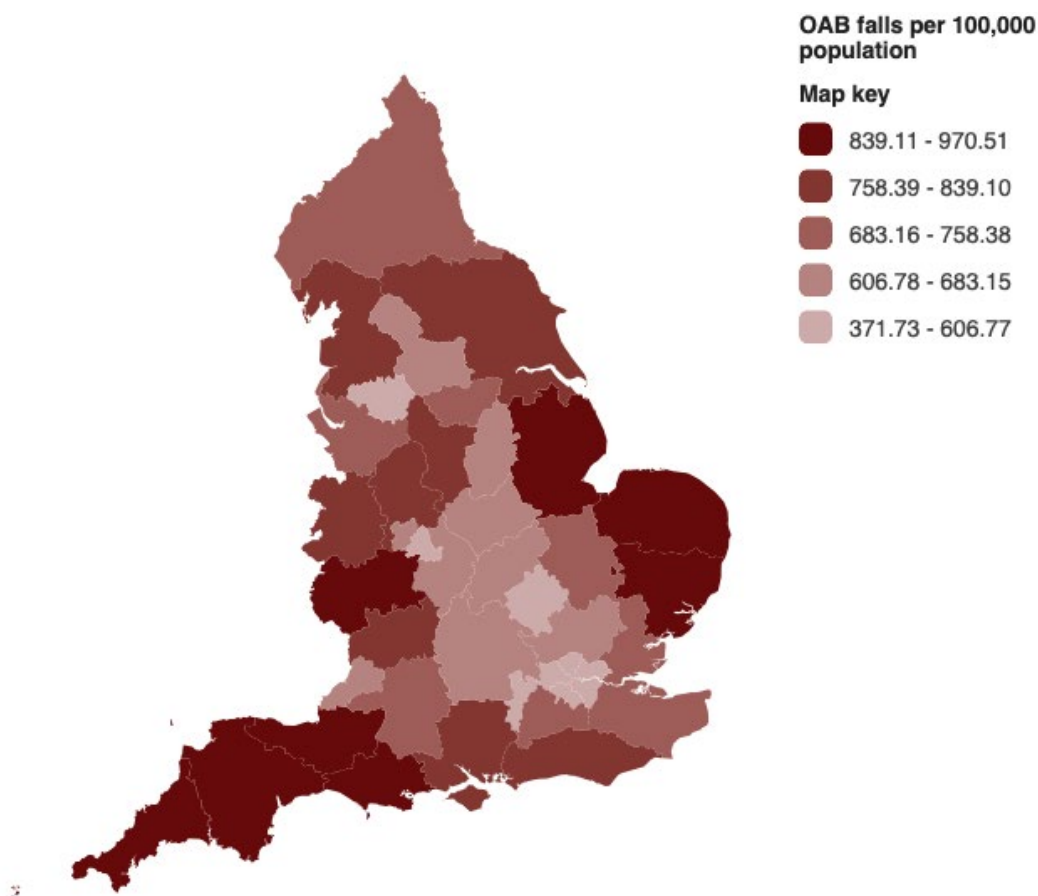 OAB falls per 100,000
population
Map key
839.11 - 970.51
758.39 - 839.10
683.16 - 758.38
606.78 - 683.15
371.73 - 606.77